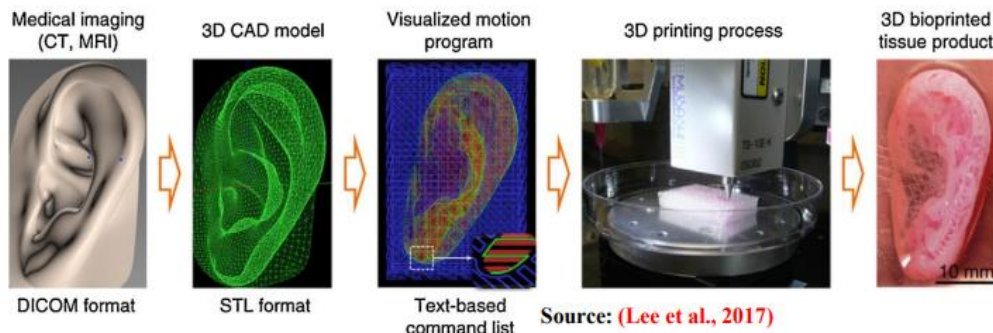 Medical imaging
(CT, MRI)
3D CAD model
Visualized motion
program
3D printing process
3D bioprinted
tissue product
10 mm
DICOM format
STL format
Text-based
command list
Source: (Lee et al., 2017)